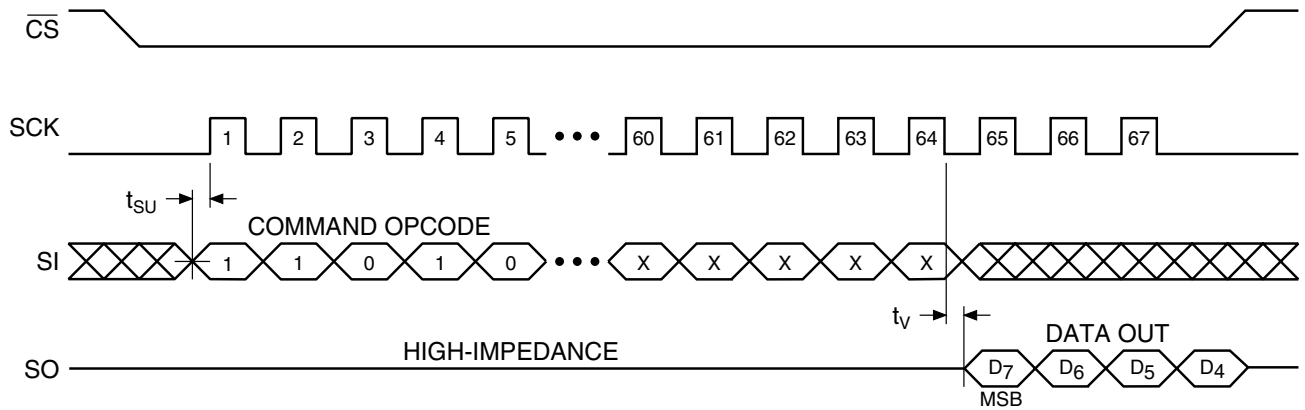 CS
SCK
1 2 3 4 5 ••• 60 61 62 63 64 65 66 67
tSU
COMMAND OPCODE
SI
1 1 0 1 0 ••• X X X X X
tV
DATA OUT
HIGH-IMPEDANCE
SO
D7 D6 D5 D4
MSB